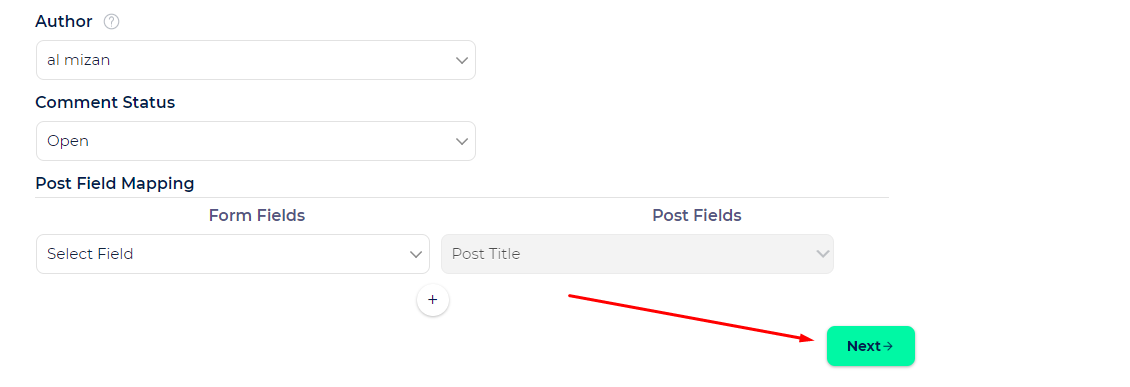 Author ?
al mizan
Comment Status
Open
Post Field Mapping
Form Fields Post Fields
Select Field Post Title
+
Next→